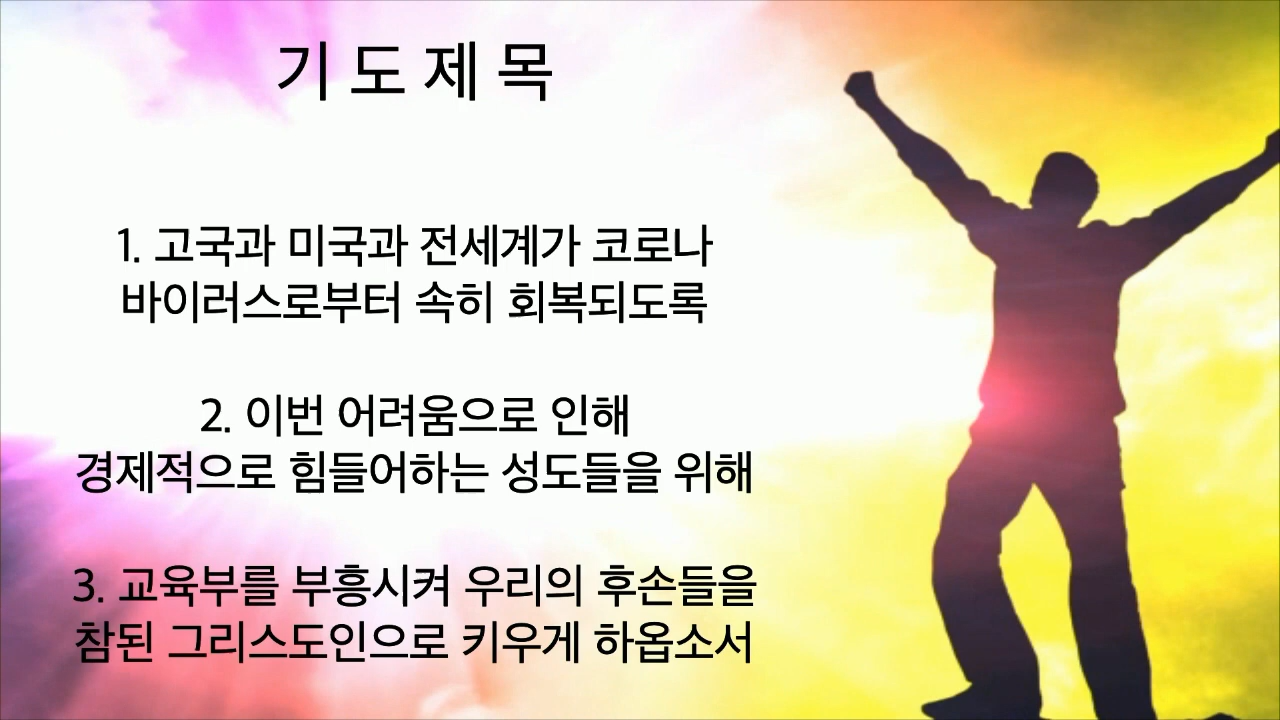 기 도 제 목
1. 고국과 미국과 전세계가 코로나
바이러스로부터 속히 회복되도록
2. 이번 어려움으로 인해
경제적으로 힘들어하는 성도들을 위해
3. 교육부를 부흥시켜 우리의 후손들을
참된 그리스도인으로 키우게 하옵소서